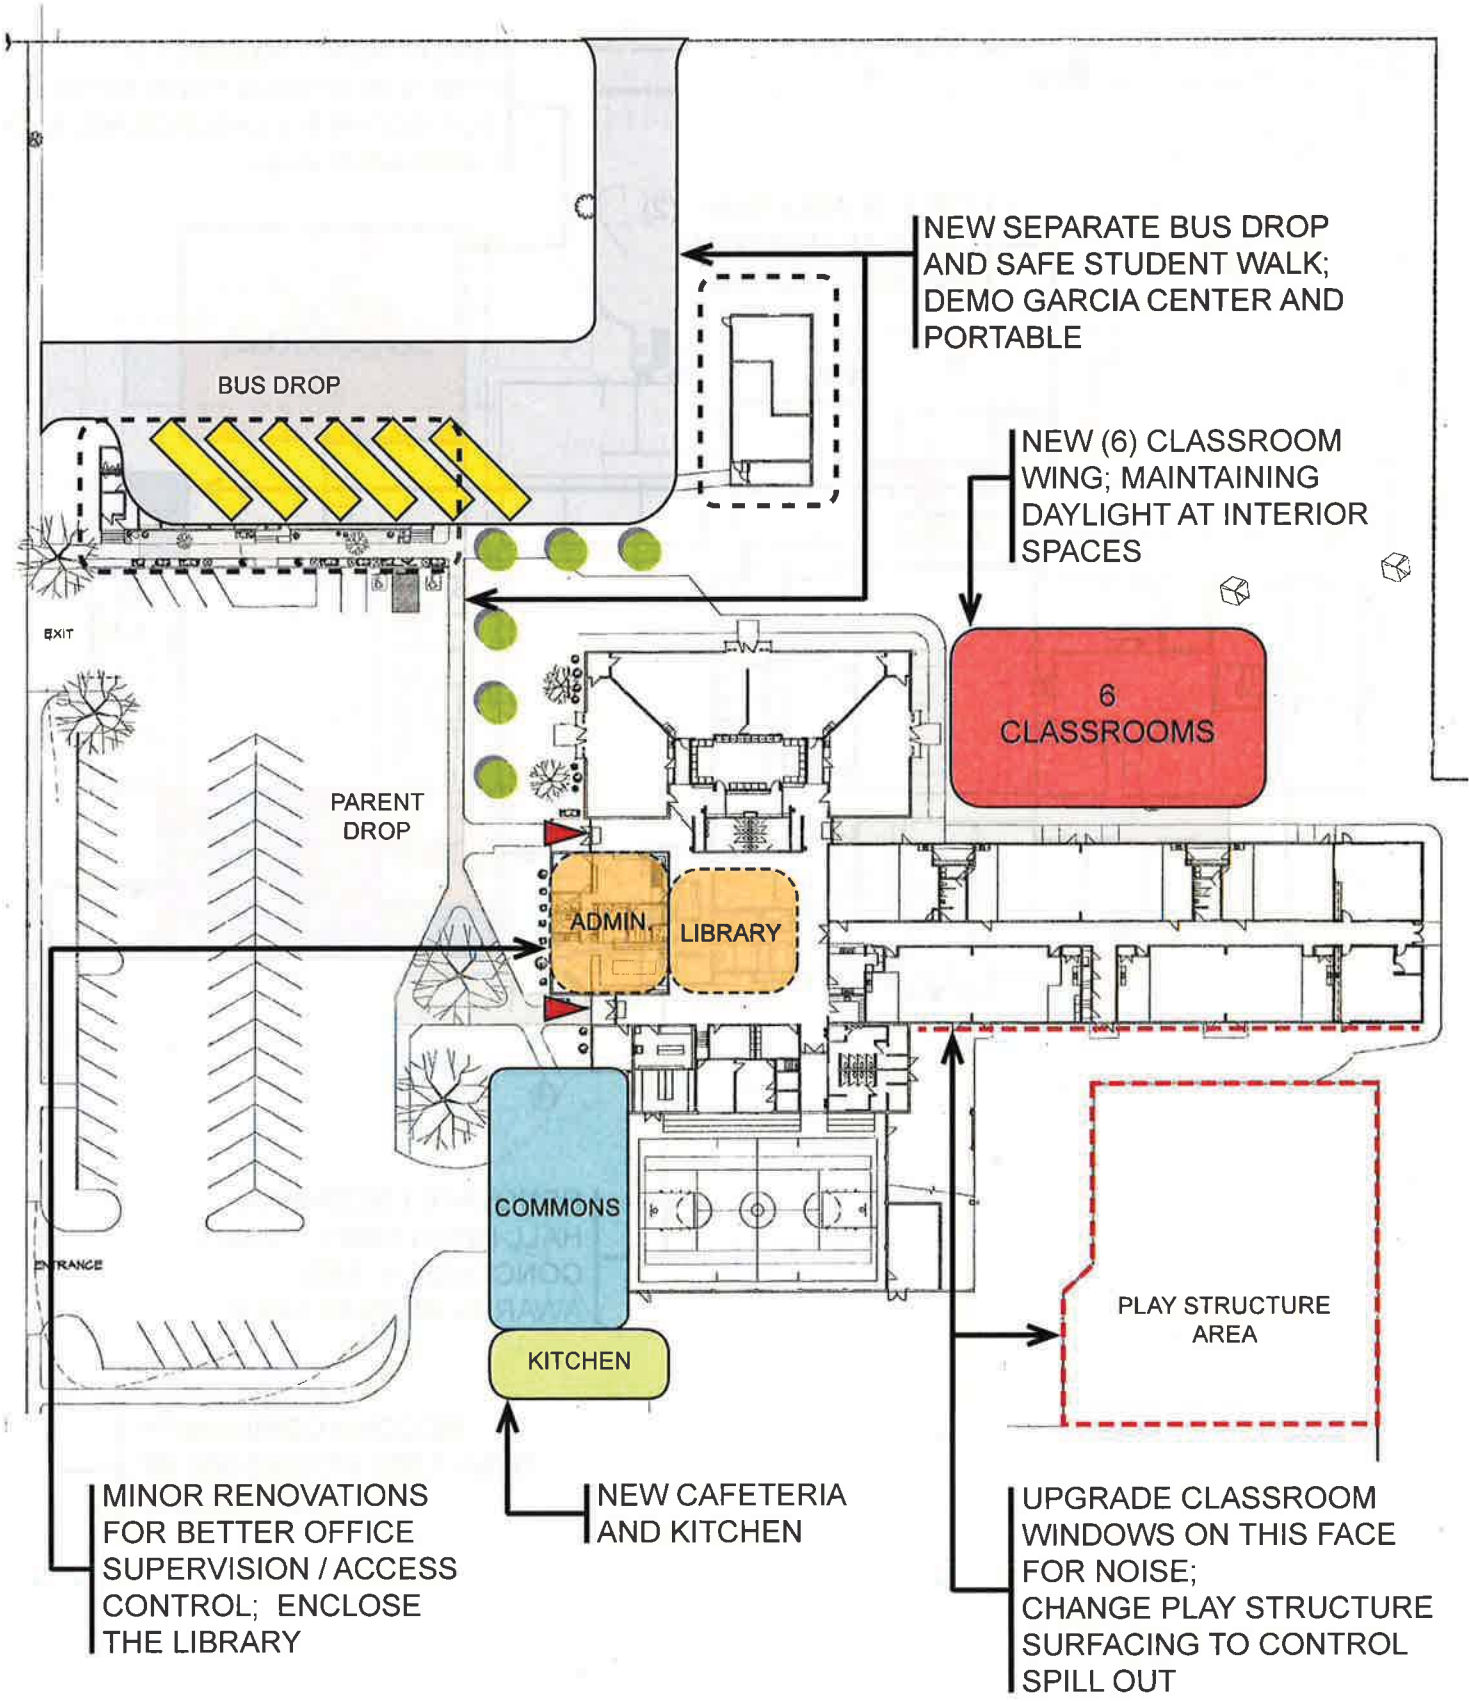 NEW SEPARATE BUS DROP
AND SAFE STUDENT WALK;
DEMO GARCIA CENTER AND
PORTABLE
BUS DROP
NEW (6) CLASSROOM
WING; MAINTAINING
DAYLIGHT AT INTERIOR
SPACES
EXIT
6
CLASSROOMS
PARENT
DROP
ADMIN.
LIBRARY
COMMONS
ENTRANCE
PLAY STRUCTURE
AREA
KITCHEN
MINOR RENOVATIONS
FOR BETTER OFFICE
SUPERVISION / ACCESS
CONTROL; ENCLOSE
THE LIBRARY
NEW CAFETERIA
AND KITCHEN
UPGRADE CLASSROOM
WINDOWS ON THIS FACE
FOR NOISE;
CHANGE PLAY STRUCTURE
SURFACING TO CONTROL
SPILL OUT